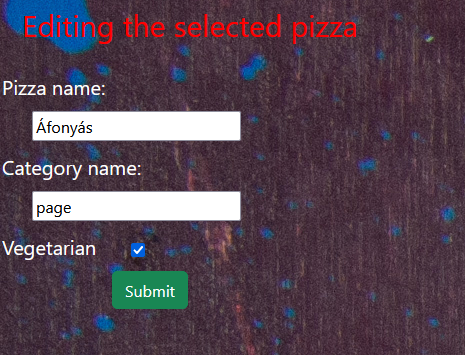 Editing the selected pizza
Pizza name:
Áfonyás
Category name:
page
Vegetarian
Submit